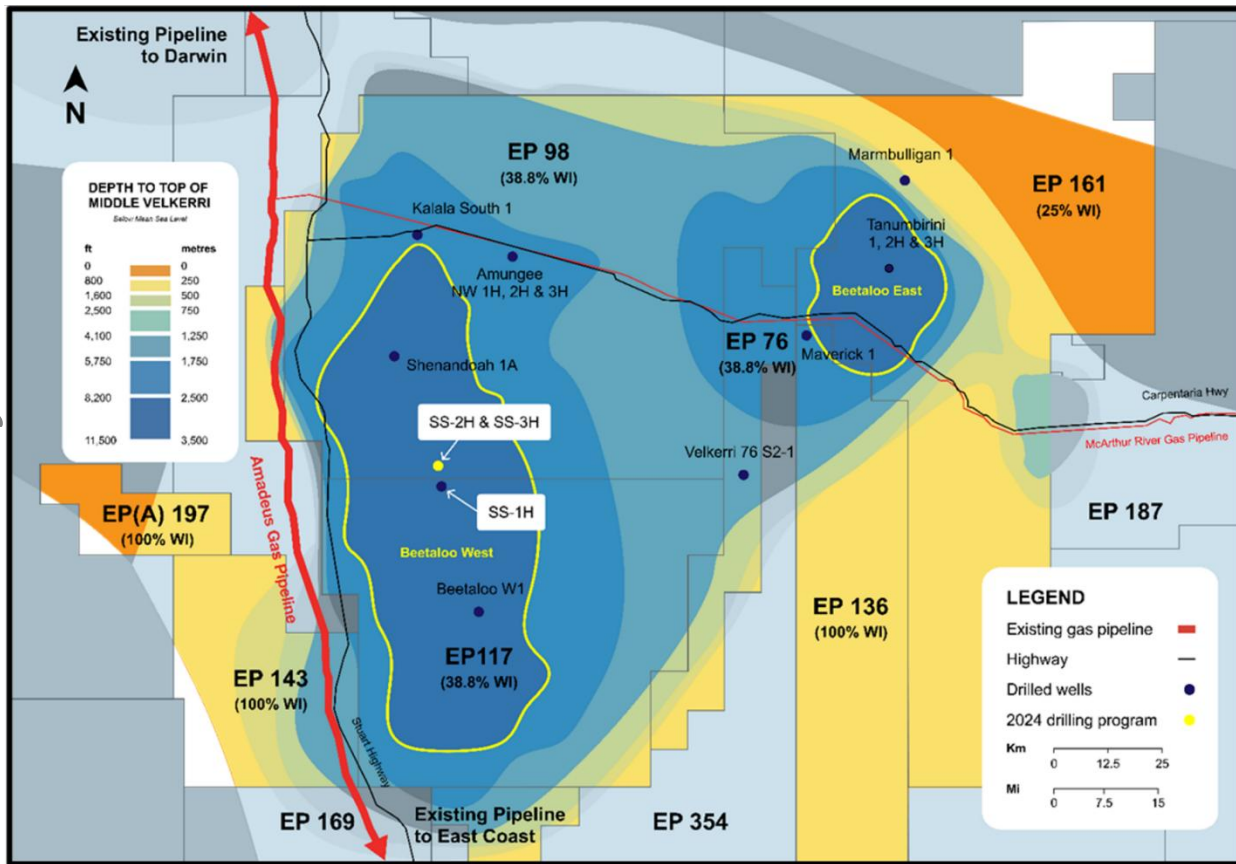 Existing Pipeline
to Darwin
N
DEPTH TO TOP OF
MIDDLE VELKERRI
Below Mean Sea Level
ft metres
0 0
800 250
1,600 500
2,500 750
4,100 1,250
5,750 1,750
8,200 2,500
11,500 3,500
EP 98
(38.8% WI)
Kalala South 1
Amungee
NW 1H, 2H & 3H
Marmbulligan 1
EP 161
(25% WI)
Tanumbirini
1, 2H & 3H
Beetaloo East
EP 76
(38.8% WI)
Maverick 1
Shenandoah 1A
SS-2H & SS-3H
SS-1H
Velkerri 76 S2-1
Carpentaria Hwy
McArthur River Gas Pipeline
EP 187
EP(A) 197
(100% WI)
Amadeus Gas Pipeline
Beetaloo West
Beetaloo W1
EP117
(38.8% WI)
EP 136
(100% WI)
EP 143
(100% WI)
Stuart Highway
EP 169
Existing Pipeline
to East Coast
EP 354
LEGEND
Existing gas pipeline
Highway
Drilled wells
2024 drilling program
Km
0 12.5 25
Mi
0 7.5 15